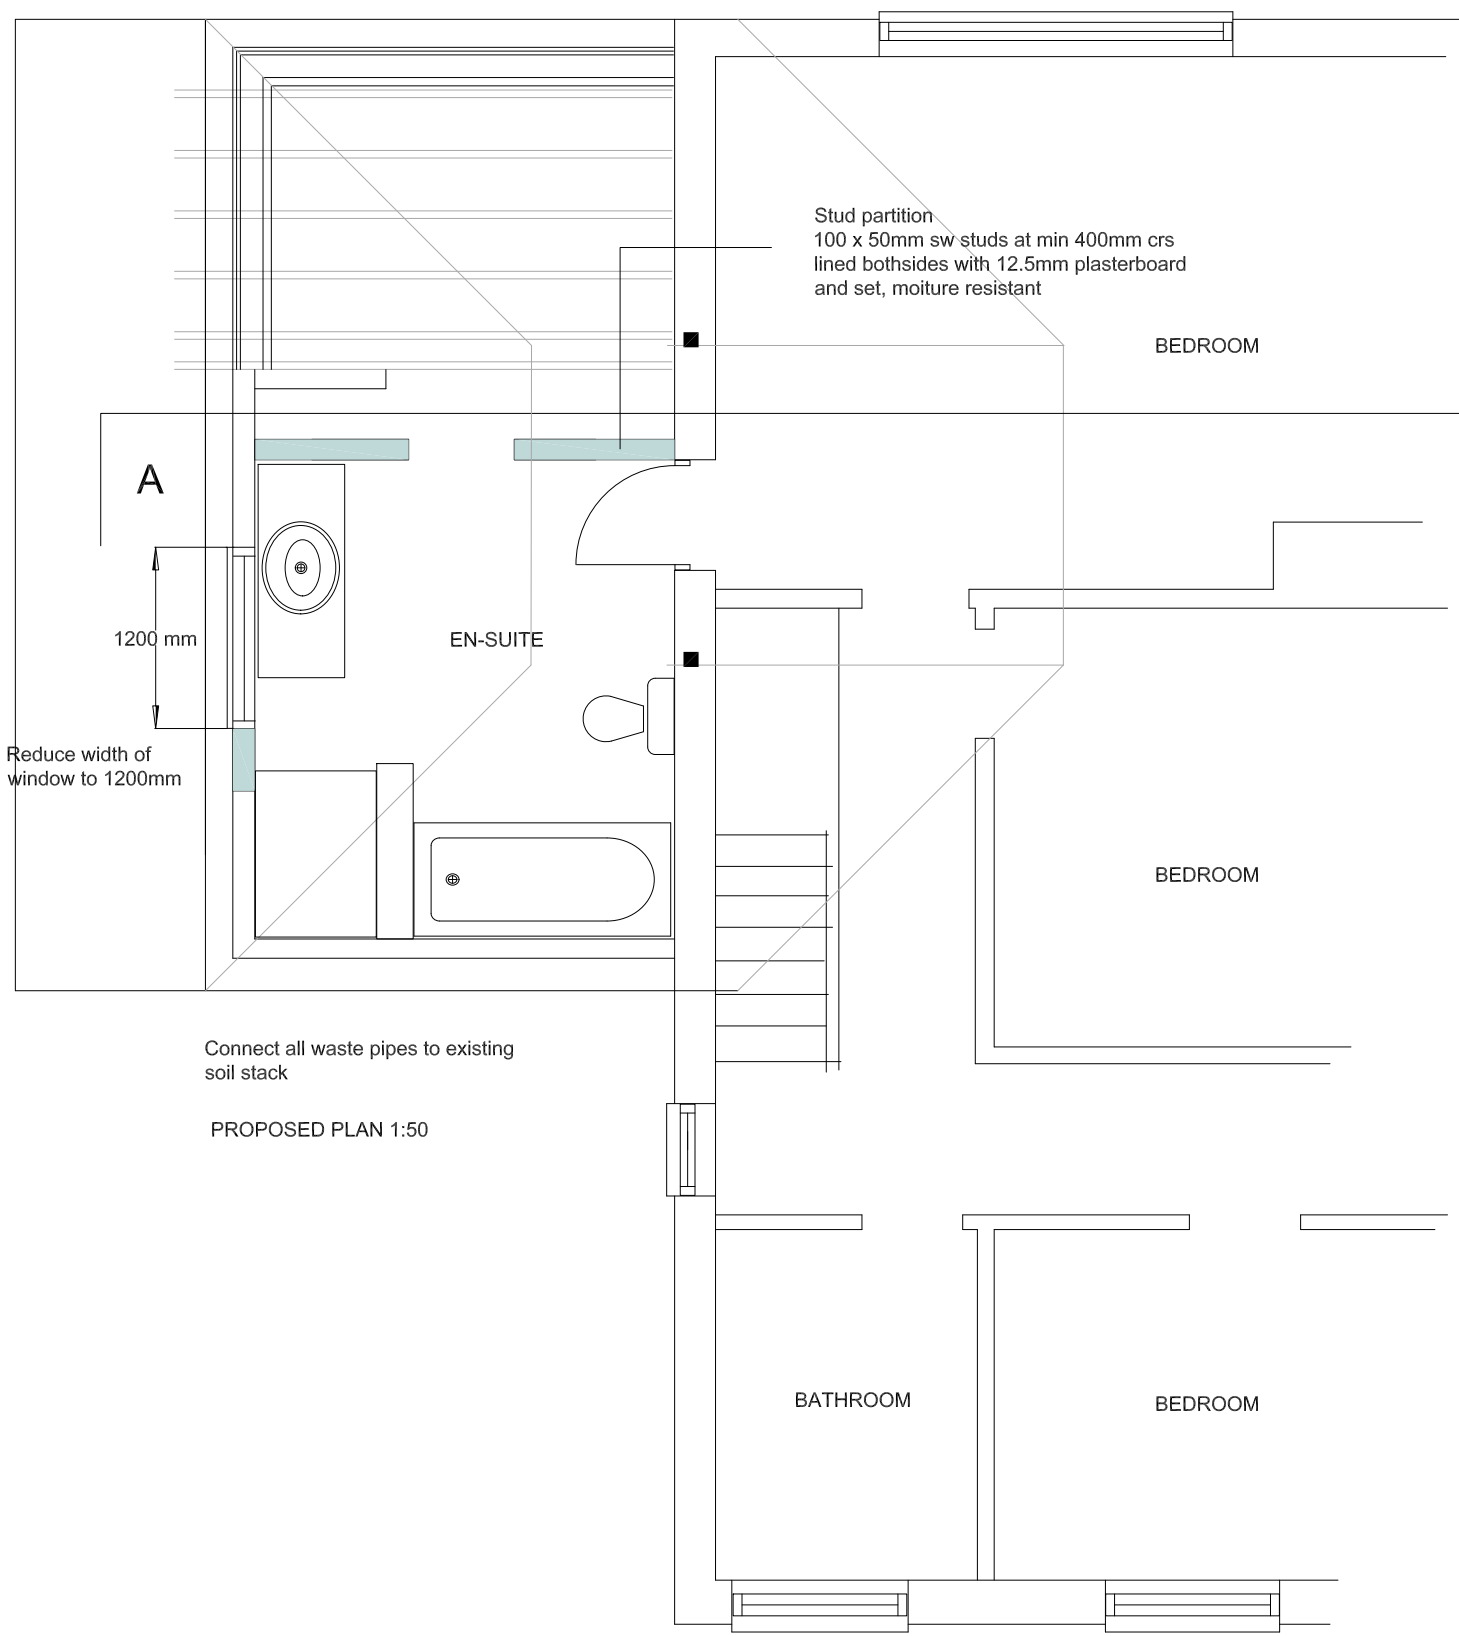 Stud partition
100 x 50mm sw studs at min 400mm crs
lined bothsides with 12.5mm plasterboard
and set, moiture resistant
BEDROOM
A
1200 mm
EN-SUITE
Reduce width of
window to 1200mm
BEDROOM
Connect all waste pipes to existing
soil stack
PROPOSED PLAN 1:50
BATHROOM
BEDROOM